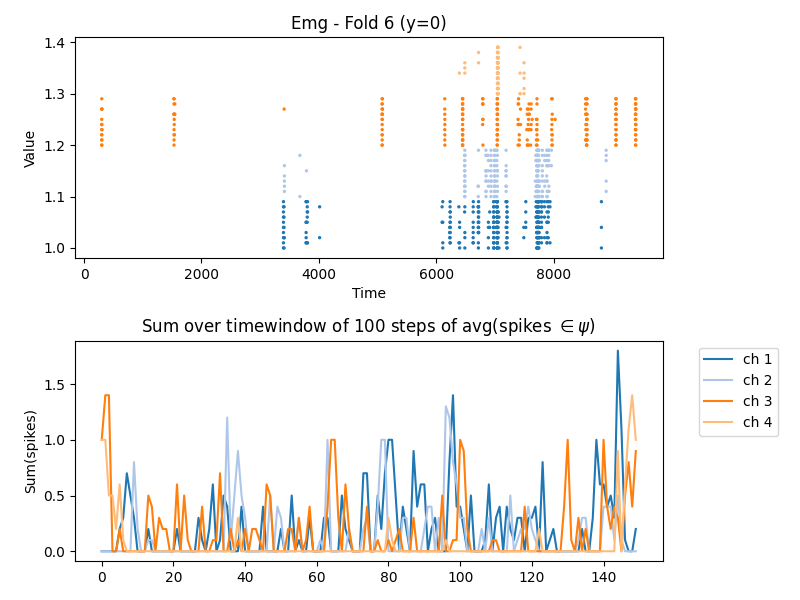 Emg - Fold 6 (y=0)
Value
1.4
1.3
1.2
1.1
1.0
0 2000 4000 6000 8000
Time
Sum over timewindow of 100 steps of avg(spikes ∈ ψ)
Sum(spikes)
1.5
1.0
0.5
0.0
0 20 40 60 80 100 120 140
ch 1
ch 2
ch 3
ch 4